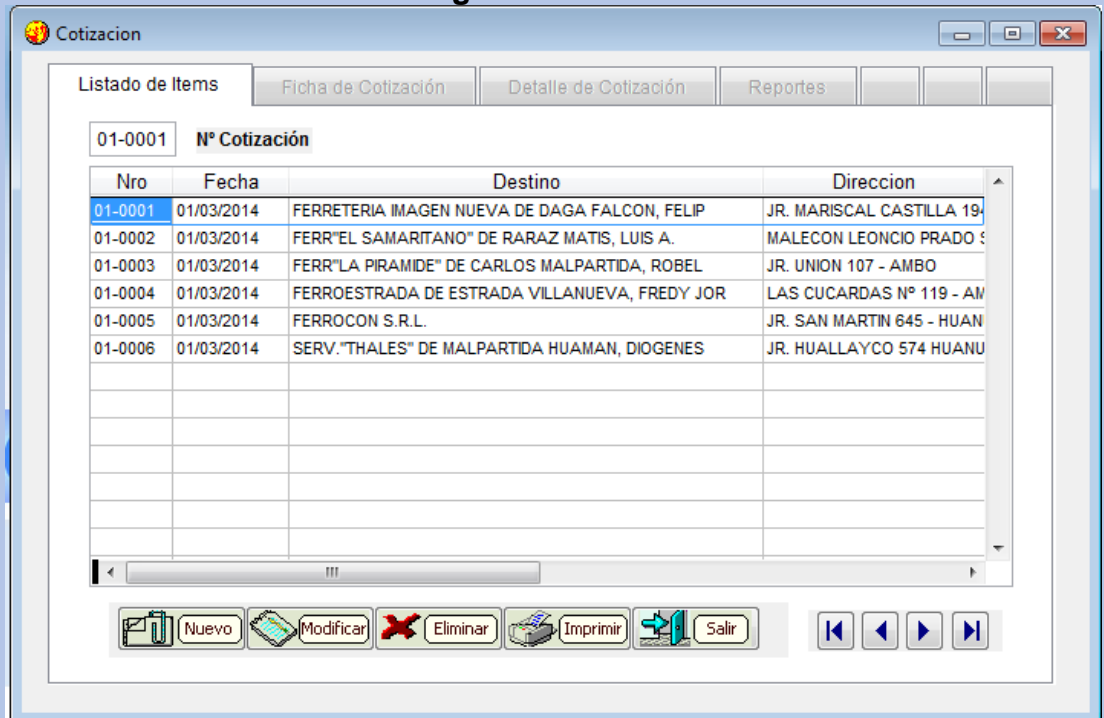 Cotizacion
Listado de Items Ficha de Cotización Detalle de Cotización Reportes
01-0001 Nº Cotización
Nro Fecha Destino Direccion
01-0001 01/03/2014 FERRETERIA IMAGEN NUEVA DE DAGA FALCON, FELIP JR. MARISCAL CASTILLA 194
01-0002 01/03/2014 FERR"EL SAMARITANO" DE RARAZ MATIS, LUIS A. MALECON LEONCIO PRADO S
01-0003 01/03/2014 FERR"LA PIRAMIDE" DE CARLOS MALPARTIDA, ROBEL JR. UNION 107 - AMBO
01-0004 01/03/2014 FERROESTRADA DE ESTRADA VILLANUEVA, FREDY JOR LAS CUCARDAS Nº 119 - AM
01-0005 01/03/2014 FERROCON S.R.L. JR. SAN MARTIN 645 - HUAN
01-0006 01/03/2014 SERV."THALES" DE MALPARTIDA HUAMAN, DIOGENES JR. HUALLAYCO 574 HUANU
Nuevo Modificar Eliminar Imprimir Salir